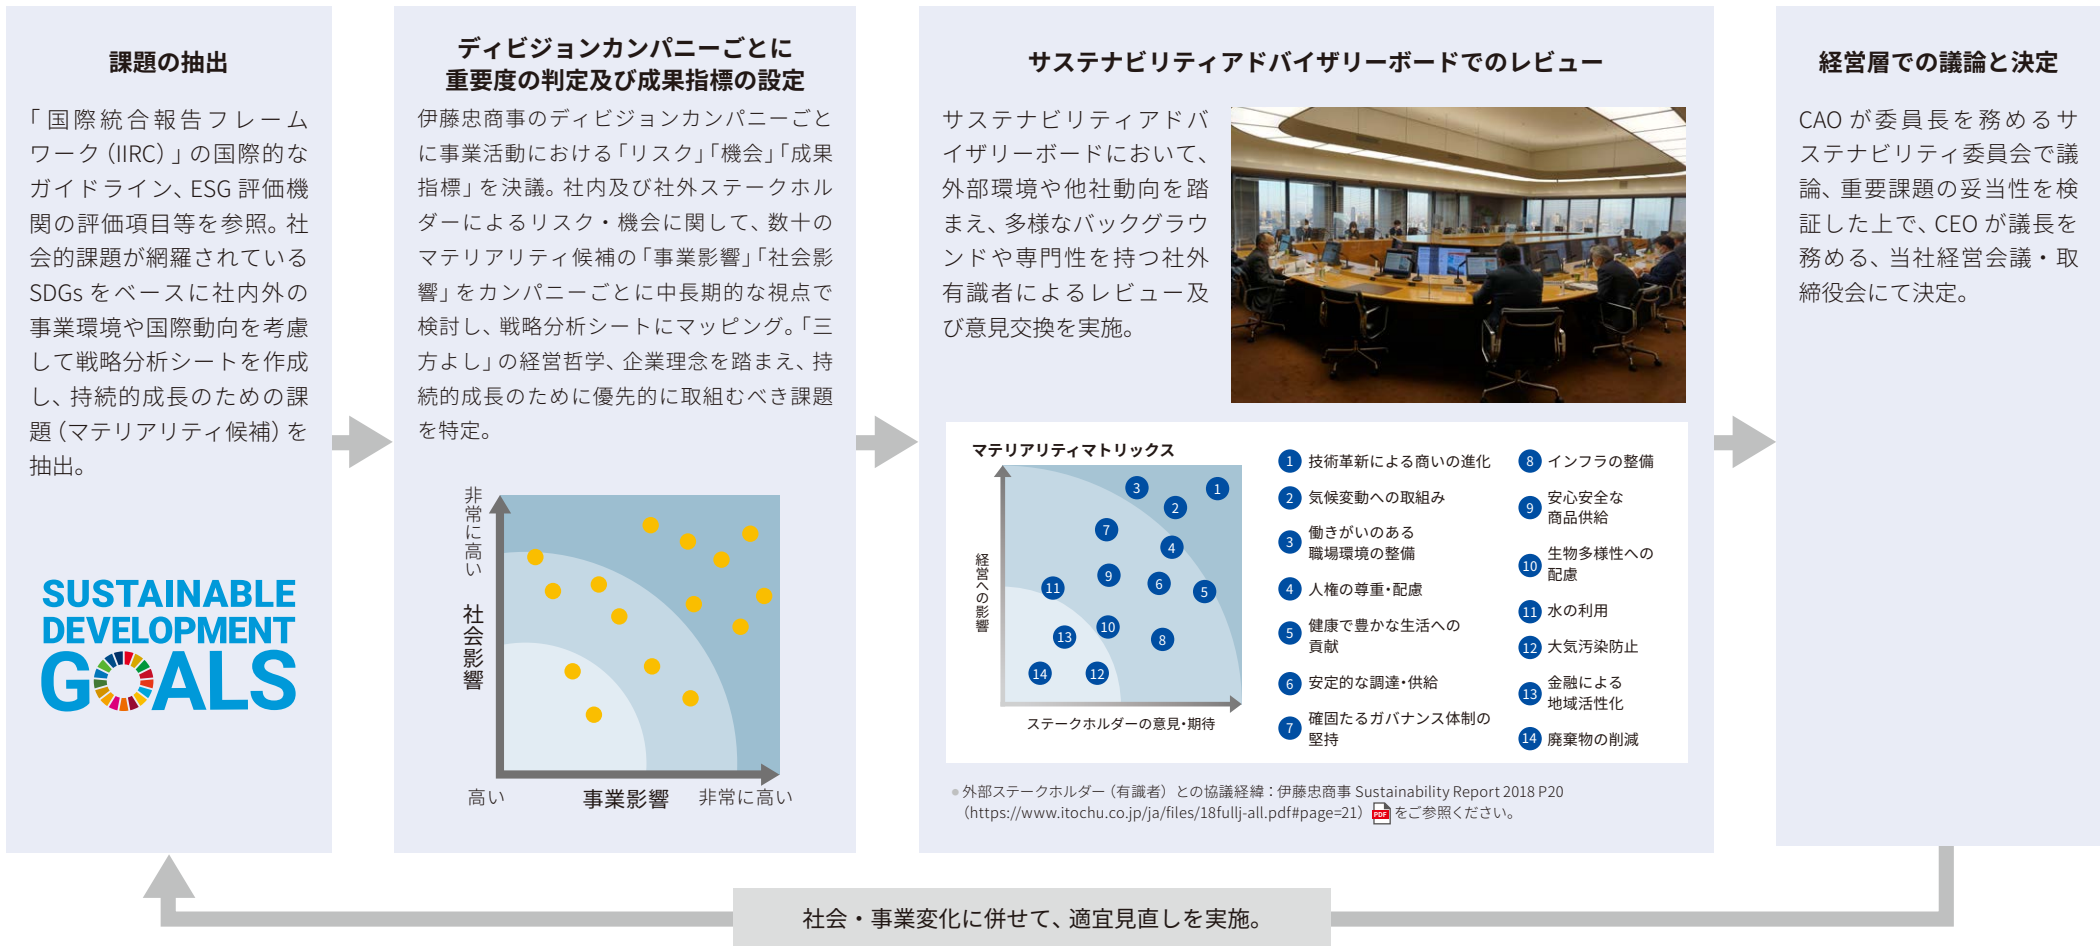 課題の抽出
「国際統合報告フレーム
ワーク（IIRC）」の国際的な
ガイドライン、ESG 評価機
関の評価項目等を参照。社
会的課題が網羅されている
SDGs をベースに社内外の
事業環境や国際動向を考慮
して戦略分析シートを作成
し、持続的成長のための課
題（マテリアリティ候補）を
抽出。
SUSTAINABLE
DEVELOPMENT
GOALS
ディビジョンカンパニーごとに
重要度の判定及び成果指標の設定
伊藤忠商事のディビジョンカンパニーごと
に事業活動における「リスク」「機会」「成果
指標」を決議。社内及び社外ステークホル
ダーによるリスク・機会に関して、数十の
マテリアリティ候補の「事業影響」「社会影
響」をカンパニーごとに中長期的な視点で
検討し、戦略分析シートにマッピング。「三
方よし」の経営哲学、企業理念を踏まえ、持
続的成長のために優先的に取組むべき課題
を特定。
非常に高い
社会影響
高い
事業影響
非常に高い
サステナビリティアドバイザリーボードでのレビュー
サステナビリティアドバ
イザリーボードにおいて、
外部環境や他社動向を踏
まえ、多様なバックグラウ
ンドや専門性を持つ社外
有識者によるレビュー及
び意見交換を実施。
マテリアリティマトリックス
経営への影響
3
1
2
7
4
9
6
11
5
10
13
8
14
12
ステークホルダーの意見・期待
1 技術革新による商いの進化
2 気候変動への取組み
3 働きがいのある
職場環境の整備
4 人権の尊重・配慮
5 健康で豊かな生活への
貢献
6 安定的な調達・供給
7 確固たるガバナンス体制の
堅持
8 インフラの整備
9 安心安全な
商品供給
10 生物多様性への
配慮
11 水の利用
12 大気汚染防止
13 金融による
地域活性化
14 廃棄物の削減
● 外部ステークホルダー（有識者）との協議経緯：伊藤忠商事 Sustainability Report 2018 P20
（https://www.itochu.co.jp/ja/files/18fullj-all.pdf#page=21） PDF をご参照ください。
経営層での議論と決定
CAO が委員長を務めるサ
ステナビリティ委員会で議
論、重要課題の妥当性を検
証した上で、CEO が議長を
務める、当社経営会議・取
締役会にて決定。
社会・事業変化に併せて、適宜見直しを実施。